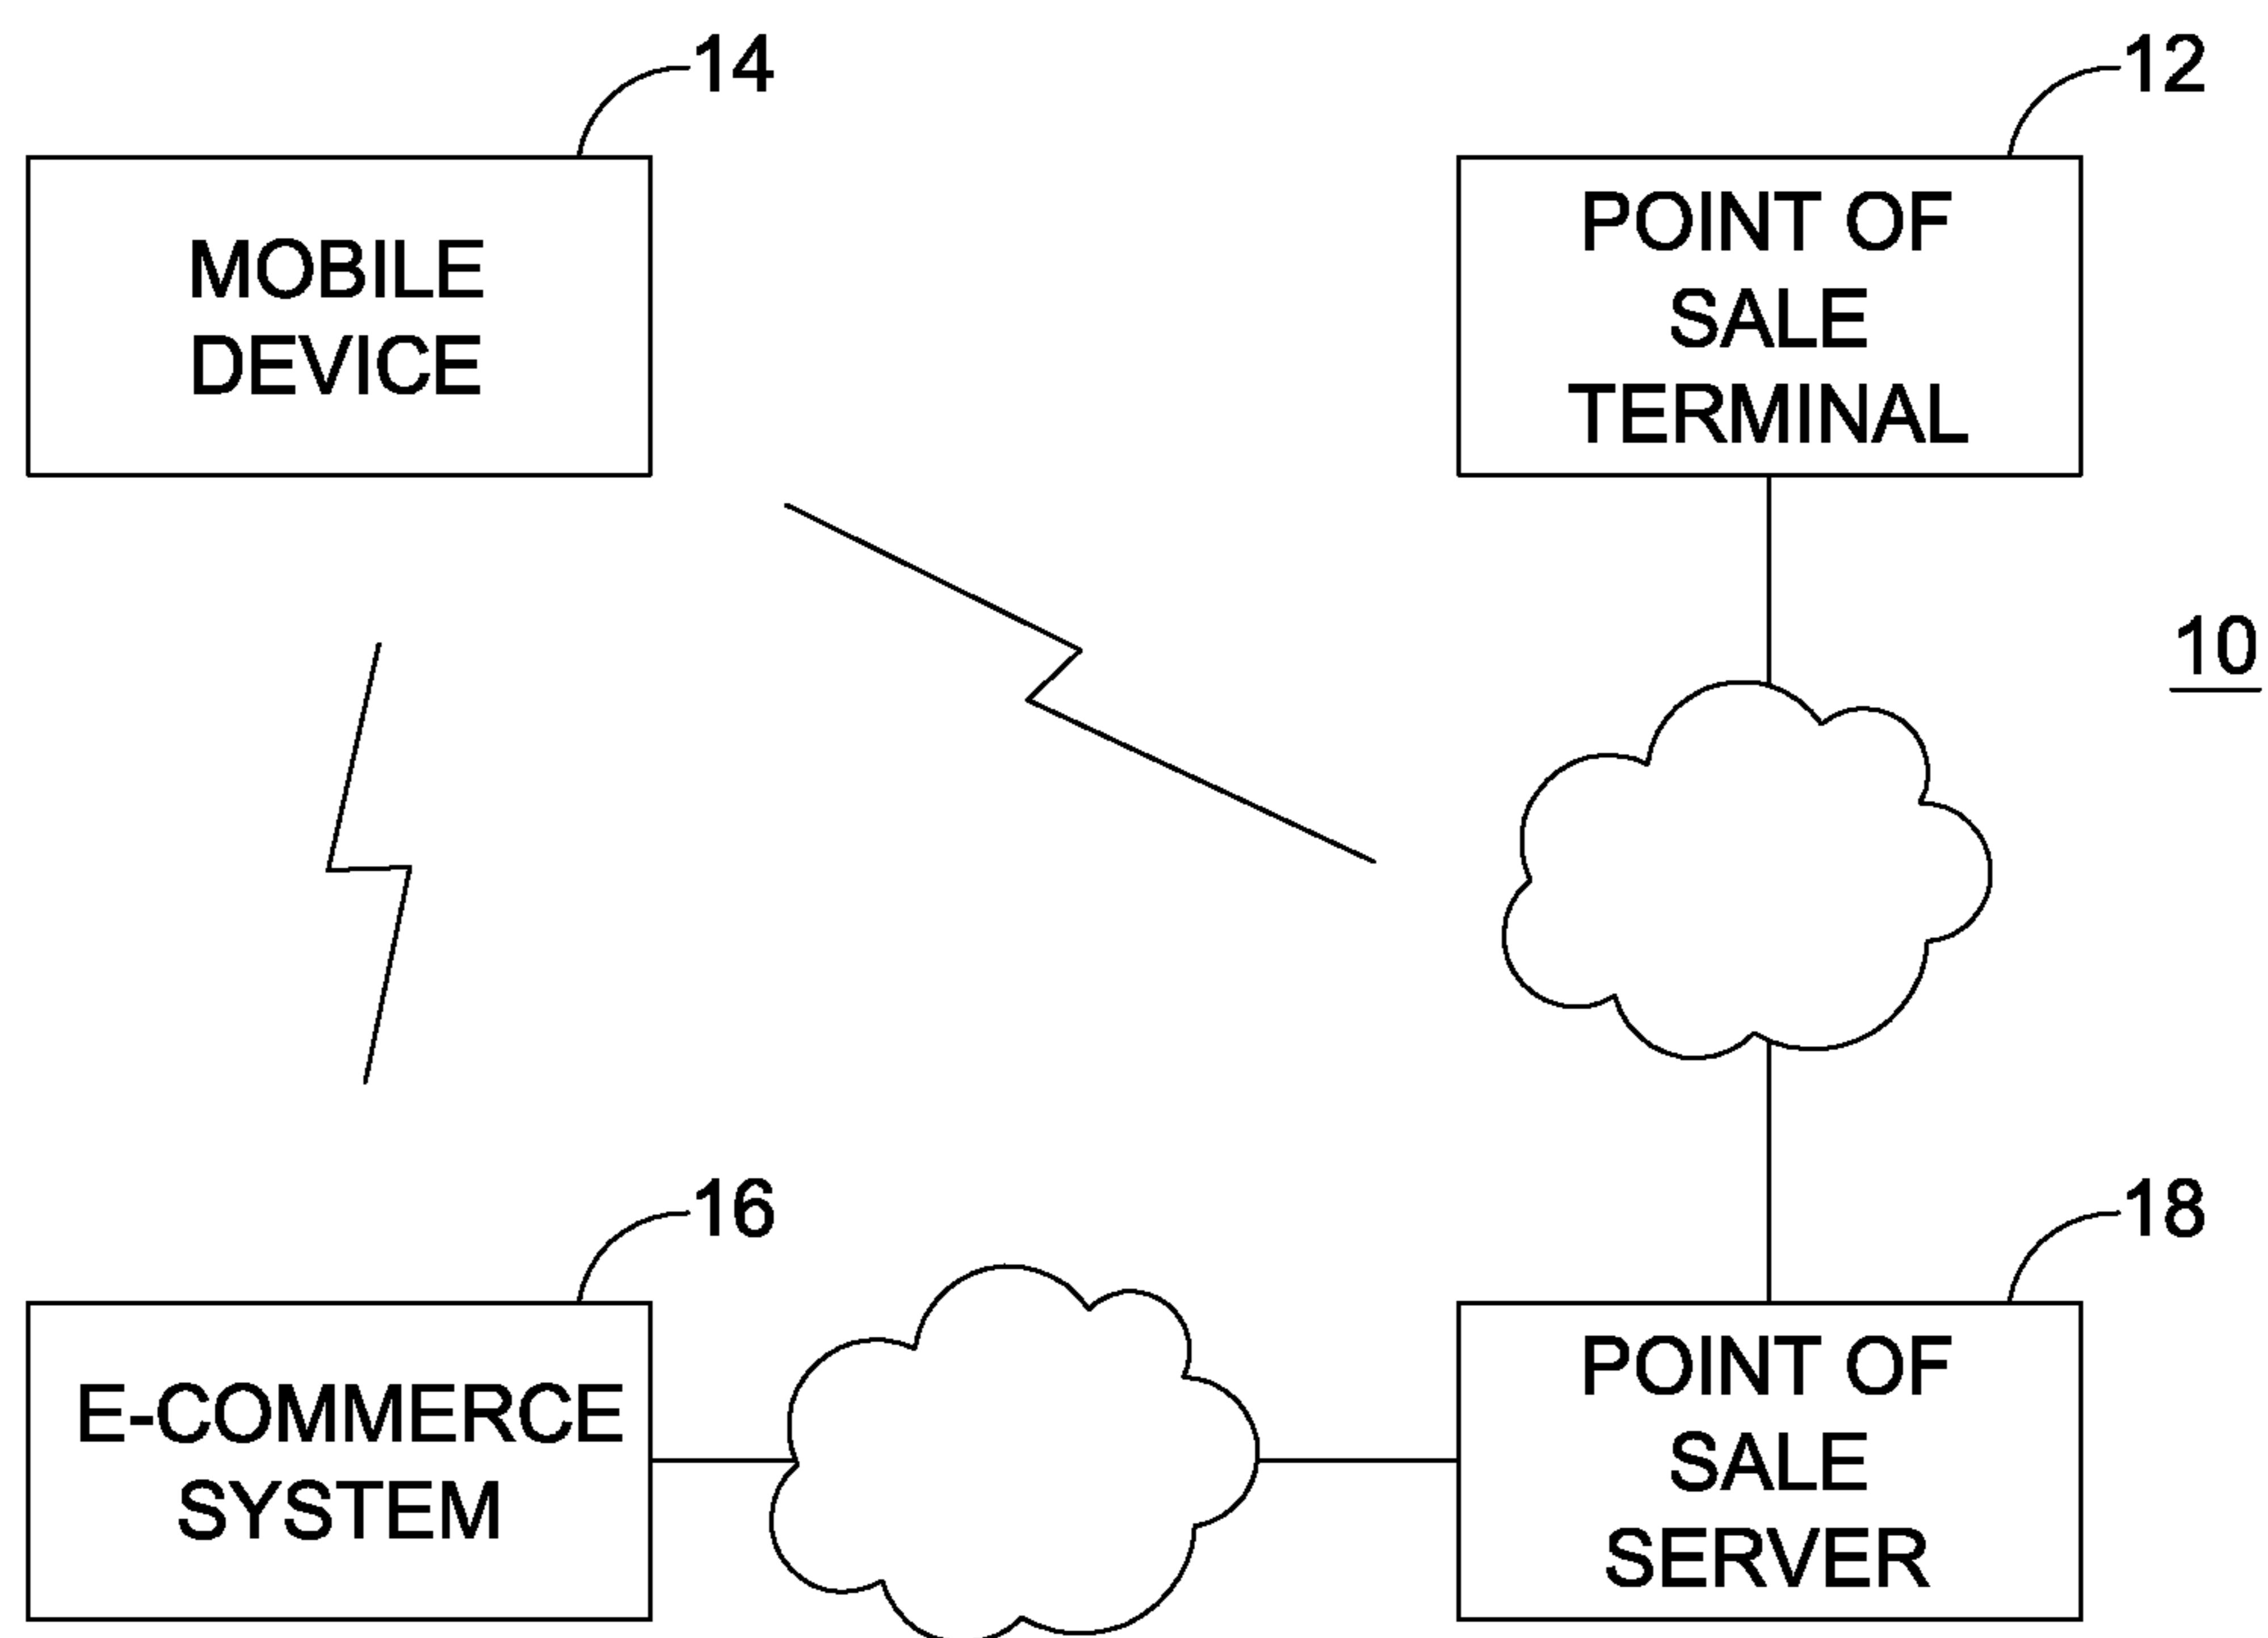 14
12
MOBILE
DEVICE
POINT OF
SALE
TERMINAL
10
16
18
E-COMMERCE
SYSTEM
POINT OF
SALE
SERVER